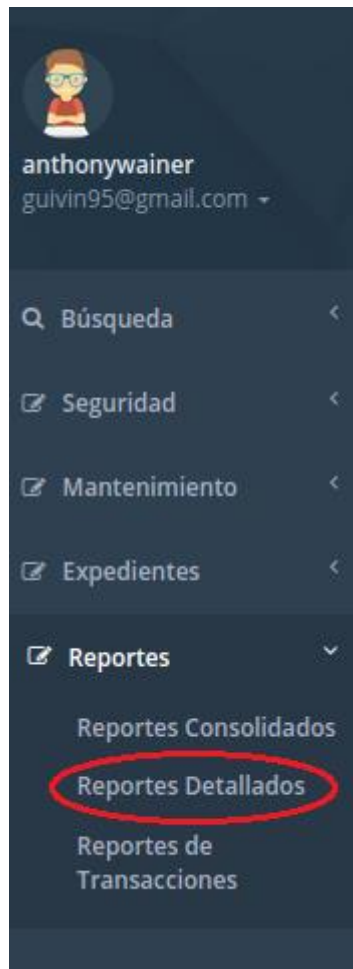 anthonywainer
guivin95@gmail.com
Búsqueda
Seguridad
Mantenimiento
Expedientes
Reportes
Reportes Consolidados
Reportes Detallados
Reportes de
Transacciones